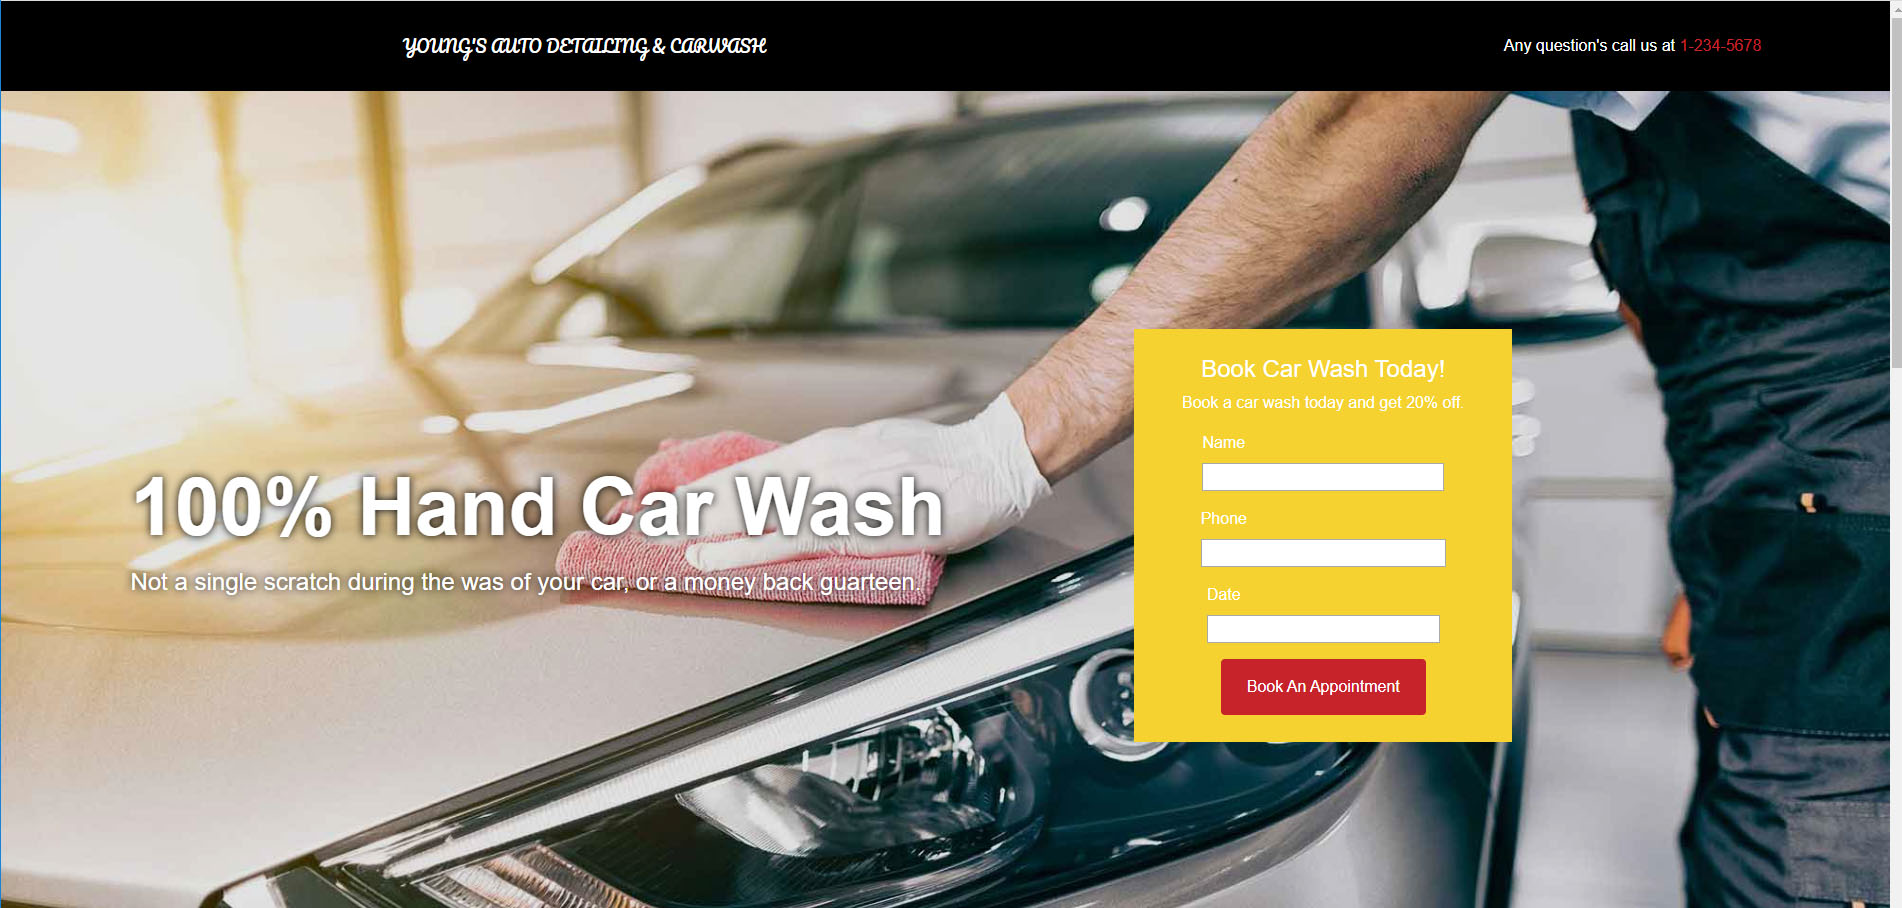 YOUNG'S AUTO DETAILING & CARWASH
Any question's call us at 1-234-5678
100% Hand Car Wash
Not a single scratch during the was of your car, or a money back guarteen.
Book Car Wash Today!
Book a car wash today and get 20% off.
Name
Phone
Date
Book An Appointment